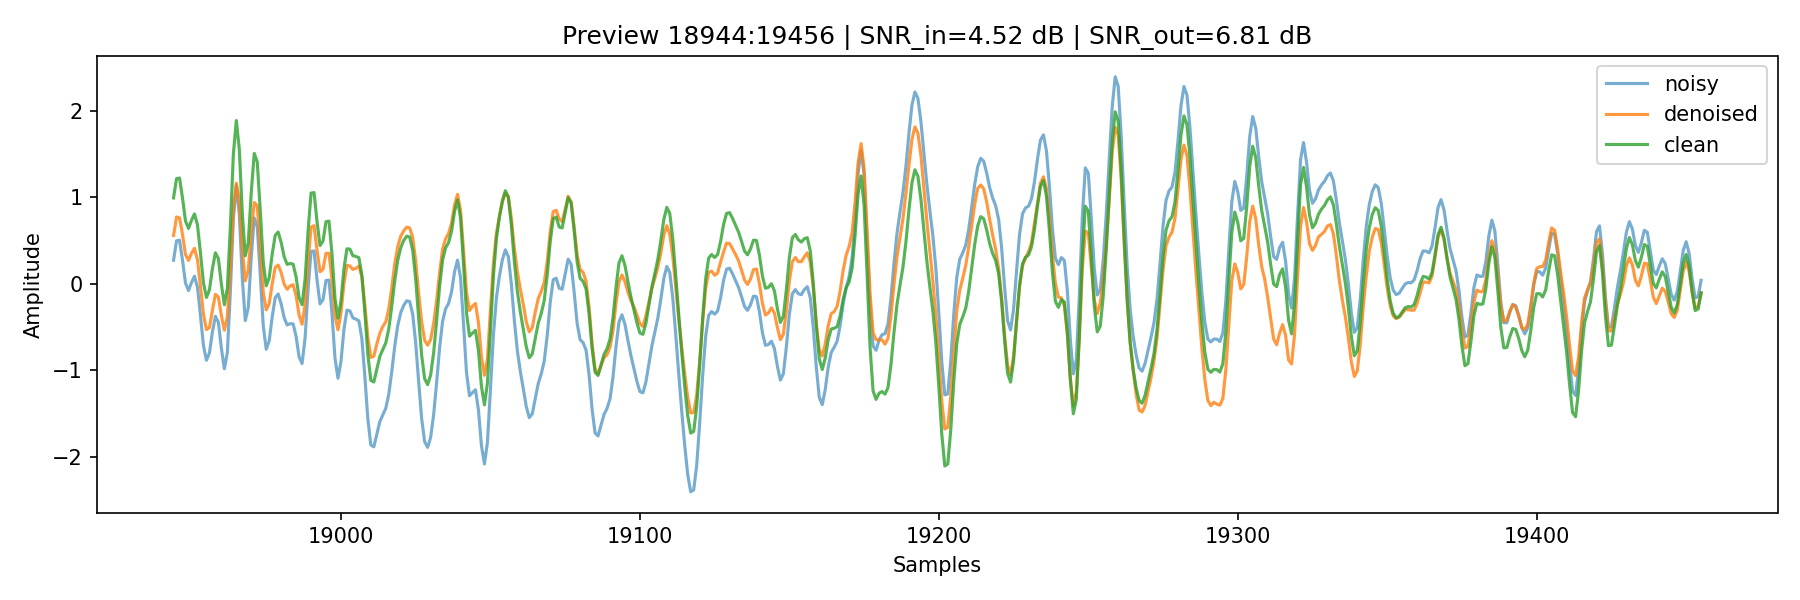 Preview 18944:19456 | SNR_in=4.52 dB | SNR_out=6.81 dB
noisy
denoised
clean
Amplitude
2
1
0
−1
−2
19000 19100 19200 19300 19400
Samples